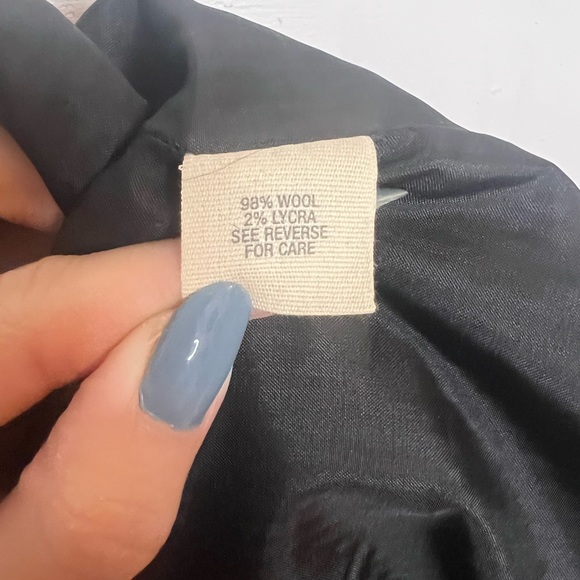 98% WOOL
2% LYCRA
SEE REVERSE
FOR CARE